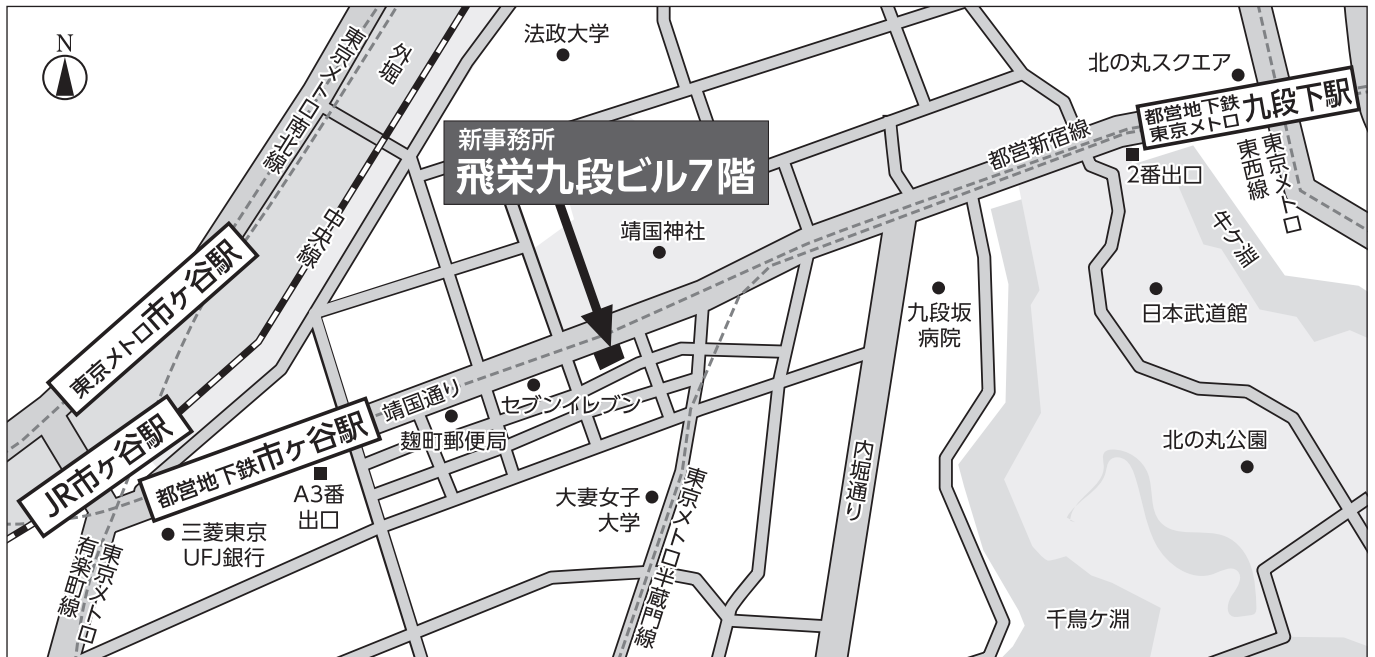 N
東京メトロ南北線
外堀
法政大学
北の丸スクエア
都営地下鉄
東京メトロ
九段下駅
新事務所
飛栄九段ビル7階
都営新宿線
2番出口
東京メトロ
東西線
牛ケ淵
中央線
靖国神社
東京メトロ市ヶ谷駅
九段坂
病院
日本武道館
靖国通り
セブンイレブン
麹町郵便局
JR市ヶ谷駅
都営地下鉄市ヶ谷駅
A3番
出口
三菱東京
UFJ銀行
東京メトロ
有楽町線
大妻女子
大学
東京メトロ半蔵門線
内堀通り
北の丸公園
千鳥ケ淵